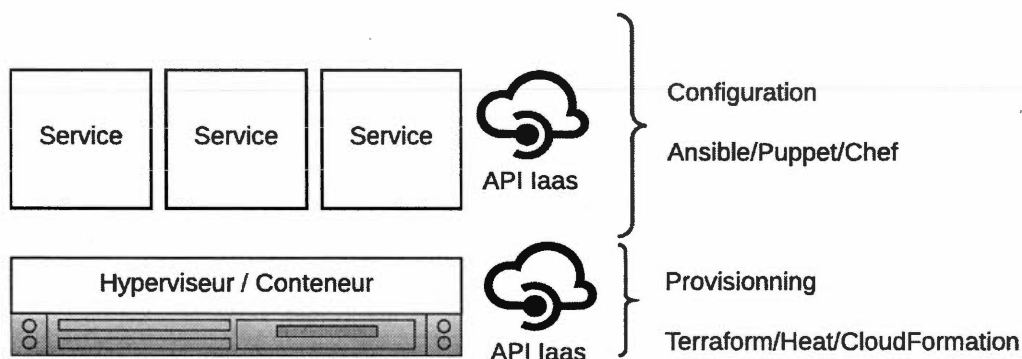 Service Service Service
API Iaas
Configuration
Ansible/Puppet/Chef
Hyperviseur / Conteneur
API Iaas
Provisionning
Terraform/Heat/CloudFormation